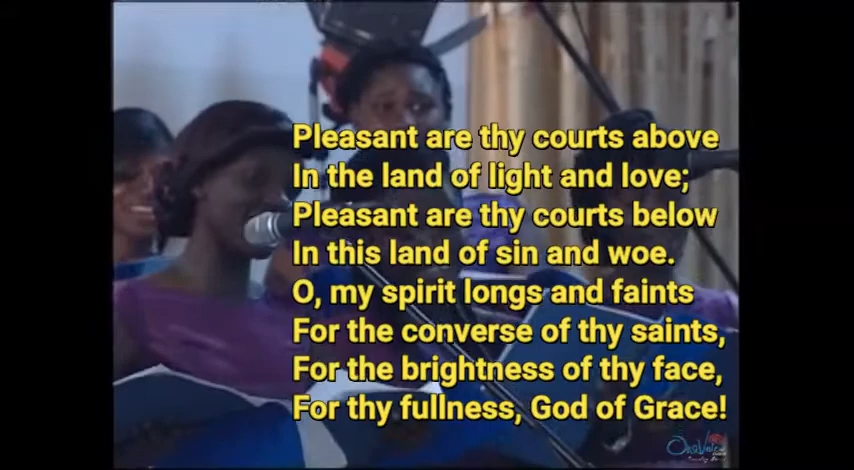 Pleasant are thy courts above
In the land of light and love;
Pleasant are thy courts below
In this land of sin and woe.
O, my spirit longs and faints
For the converse of thy saints,
For the brightness of thy face,
For thy fullness, God of Grace!